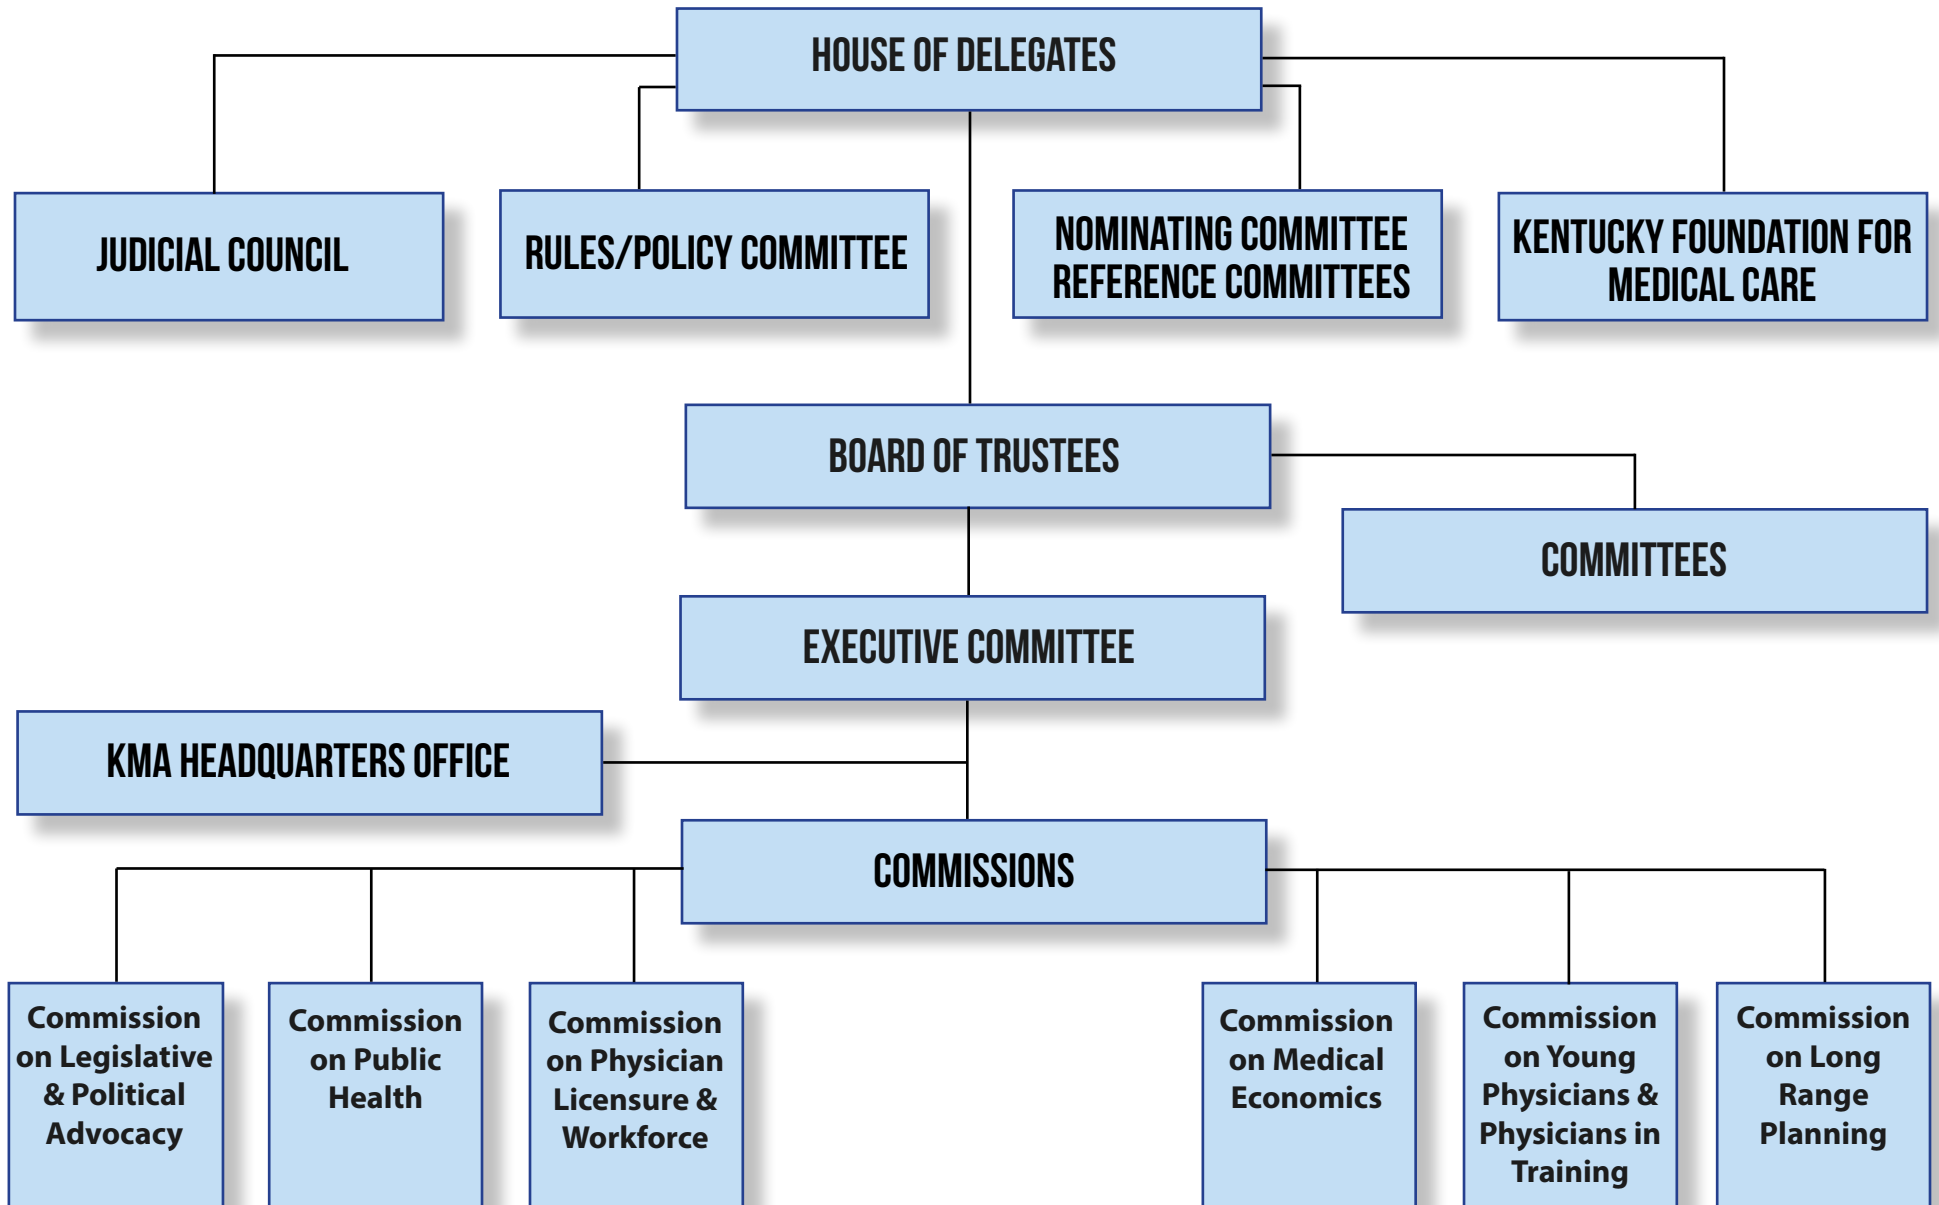 HOUSE OF DELEGATES
JUDICIAL COUNCIL
RULES/POLICY COMMITTEE
NOMINATING COMMITTEE
REFERENCE COMMITTEES
KENTUCKY FOUNDATION FOR
MEDICAL CARE
BOARD OF TRUSTEES
COMMITTEES
EXECUTIVE COMMITTEE
KMA HEADQUARTERS OFFICE
COMMISSIONS
Commission
on Legislative
& Political
Advocacy
Commission
on Public
Health
Commission
on Physician
Licensure &
Workforce
Commission
on Medical
Economics
Commission
on Young
Physicians &
Physicians in
Training
Commission
on Long
Range
Planning